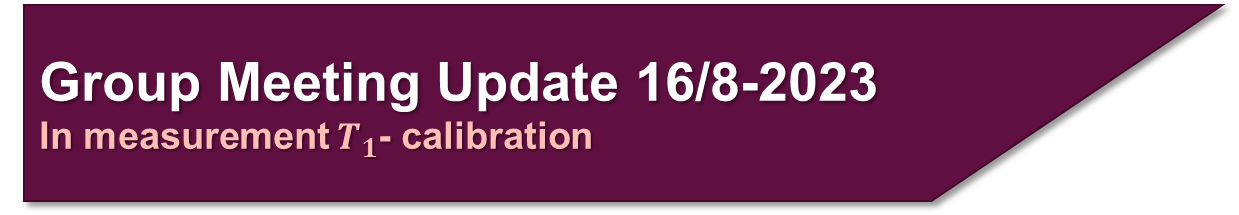 Group Meeting Update 16/8-2023
In measurement T₁- calibration